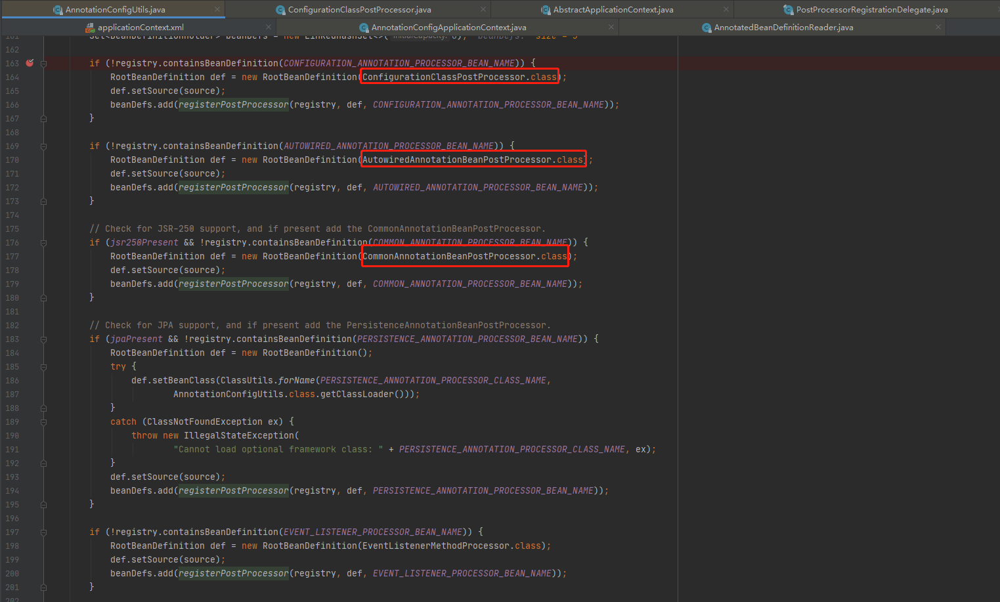 AnnotationConfigUtils.java
ConfigurationClassPostProcessor.java
AbstractApplicationContext.java
PostProcessorRegistrationDelegate.java
applicationContext.xml
AnnotationConfigApplicationContext.java
AnnotatedBeanDefinitionReader.java
161 Set<BeanDefinitionHolder> beanDefs = new LinkedHashSet<>( initialCapacity: 8); beanDefs: size = 5
162
163 if (!registry.containsBeanDefinition(CONFIGURATION_ANNOTATION_PROCESSOR_BEAN_NAME)) {
164 RootBeanDefinition def = new RootBeanDefinition(ConfigurationClassPostProcessor.class);
165 def.setSource(source);
166 beanDefs.add(registerPostProcessor(registry, def, CONFIGURATION_ANNOTATION_PROCESSOR_BEAN_NAME));
167 }
168
169 if (!registry.containsBeanDefinition(AUTOWIRED_ANNOTATION_PROCESSOR_BEAN_NAME)) {
170 RootBeanDefinition def = new RootBeanDefinition(AutowiredAnnotationBeanPostProcessor.class);
171 def.setSource(source);
172 beanDefs.add(registerPostProcessor(registry, def, AUTOWIRED_ANNOTATION_PROCESSOR_BEAN_NAME));
173 }
174
175 // Check for JSR-250 support, and if present add the CommonAnnotationBeanPostProcessor.
176 if (jsr250Present && !registry.containsBeanDefinition(COMMON_ANNOTATION_PROCESSOR_BEAN_NAME)) {
177 RootBeanDefinition def = new RootBeanDefinition(CommonAnnotationBeanPostProcessor.class);
178 def.setSource(source);
179 beanDefs.add(registerPostProcessor(registry, def, COMMON_ANNOTATION_PROCESSOR_BEAN_NAME));
180 }
181
182 // Check for JPA support, and if present add the PersistenceAnnotationBeanPostProcessor.
183 if (jpaPresent && !registry.containsBeanDefinition(PERSISTENCE_ANNOTATION_PROCESSOR_BEAN_NAME)) {
184 RootBeanDefinition def = new RootBeanDefinition();
185 try {
186 def.setBeanClass(ClassUtils.forName(PERSISTENCE_ANNOTATION_PROCESSOR_CLASS_NAME,
187 AnnotationConfigUtils.class.getClassLoader()));
188 }
189 catch (ClassNotFoundException ex) {
190 throw new IllegalStateException(
191 "Cannot load optional framework class: " + PERSISTENCE_ANNOTATION_PROCESSOR_CLASS_NAME, ex);
192 }
193 def.setSource(source);
194 beanDefs.add(registerPostProcessor(registry, def, PERSISTENCE_ANNOTATION_PROCESSOR_BEAN_NAME));
195 }
196
197 if (!registry.containsBeanDefinition(EVENT_LISTENER_PROCESSOR_BEAN_NAME)) {
198 RootBeanDefinition def = new RootBeanDefinition(EventListenerMethodProcessor.class);
199 def.setSource(source);
200 beanDefs.add(registerPostProcessor(registry, def, EVENT_LISTENER_PROCESSOR_BEAN_NAME));
201 }
202